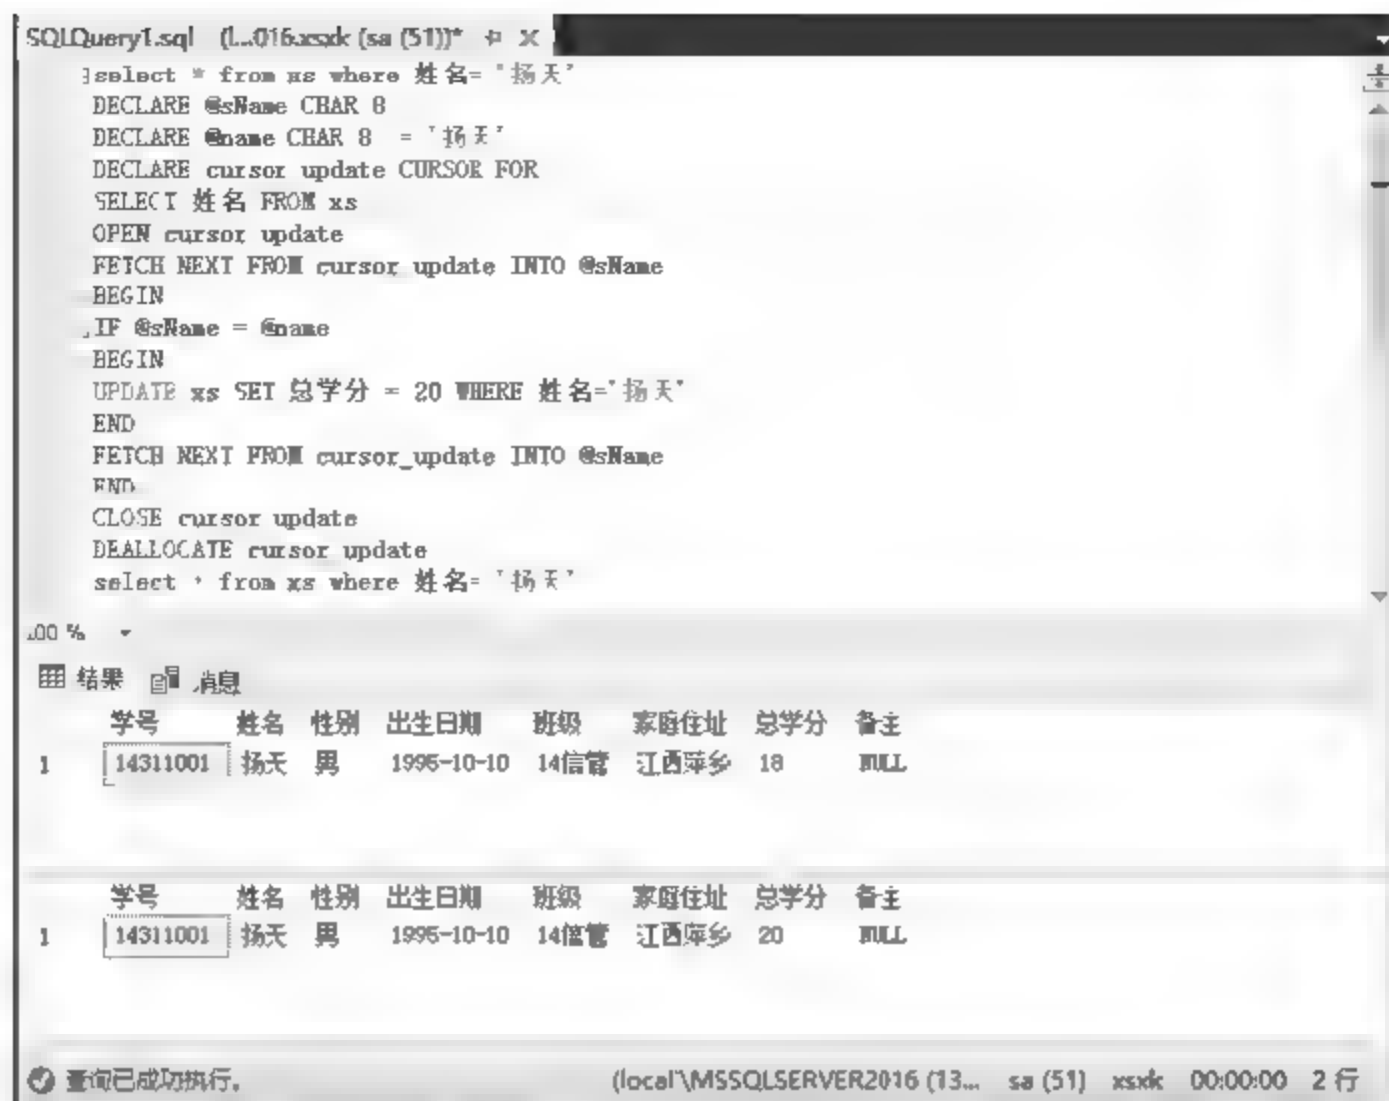 SQLQuery1.sql (L...016.xsxk (sa (51))* X
select * from xs where 姓名= '扬天'
DECLARE @sName CHAR 8
DECLARE @name CHAR 8 = '扬天'
DECLARE cursor update CURSOR FOR
SELECT 姓名 FROM xs
OPEN cursor update
FETCH NEXT FROM cursor_update INTO @sName
BEGIN
IF @sName = @name
BEGIN
UPDATE xs SET 总学分 = 20 WHERE 姓名='扬天'
END
FETCH NEXT FROM cursor_update INTO @sName
END
CLOSE cursor update
DEALLOCATE cursor update
select * from xs where 姓名= '扬天'
100 %
结果 消息
学号 姓名 性别 出生日期 班级 家庭住址 总学分 备注
1 14311001 扬天 男 1995-10-10 14信管 江西萍乡 18 NULL
学号 姓名 性别 出生日期 班级 家庭住址 总学分 备注
1 14311001 扬天 男 1995-10-10 14信管 江西萍乡 20 NULL
查询已成功执行。 (local)\MSSQLSERVER2016 (13... sa (51) xsxk 00:00:00 2 行